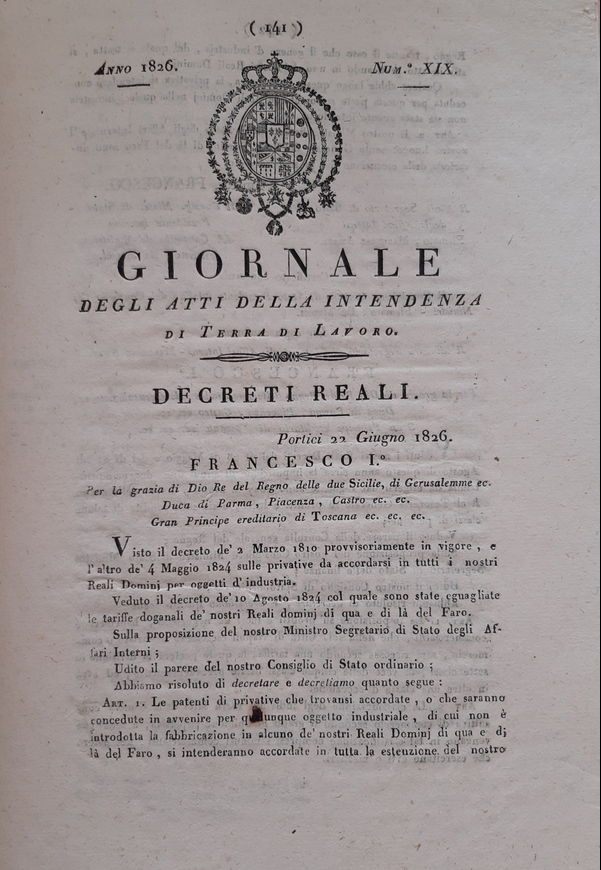 ( 141 )
ANNO 1826. NUM.° XIX.
GIORNALE
DEGLI ATTI DELLA INTENDENZA
DI TERRA DI LAVORO.
DECRETI REALI.
Portici 22 Giugno 1826.
FRANCESCO I.°
Per la grazia di Dio Re del Regno delle due Sicilie, di Gerusalemme ec.
Duca di Parma, Piacenza, Castro ec. ec.
Gran Principe ereditario di Toscana ec. ec. ec.
Visto il decreto de' 2 Marzo 1810 provvisoriamente in vigore, e
l'altro de' 4 Maggio 1824 sulle privative da accordarsi in tutti i nostri
Reali Dominj per oggetti d'industria.
Veduto il decreto de' 10 Agosto 1824 col quale sono state eguagliate
le tariffe doganali de' nostri Reali dominj di qua e di là del Faro.
Sulla proposizione del nostro Ministro Segretario di Stato degli Af-
fari Interni;
Udito il parere del nostro Consiglio di Stato ordinario;
Abbiamo risoluto di decretare e decretiamo quanto segue:
ART. 1. Le patenti di privative che trovansi accordate, o che saranno
concedute in avvenire per qualunque oggetto industriale, di cui non è
introdotta la fabbricazione in alcuno de' nostri Reali Dominj di qua e di
là del Faro, si intenderanno accordate in tutta la estenzione del nostro